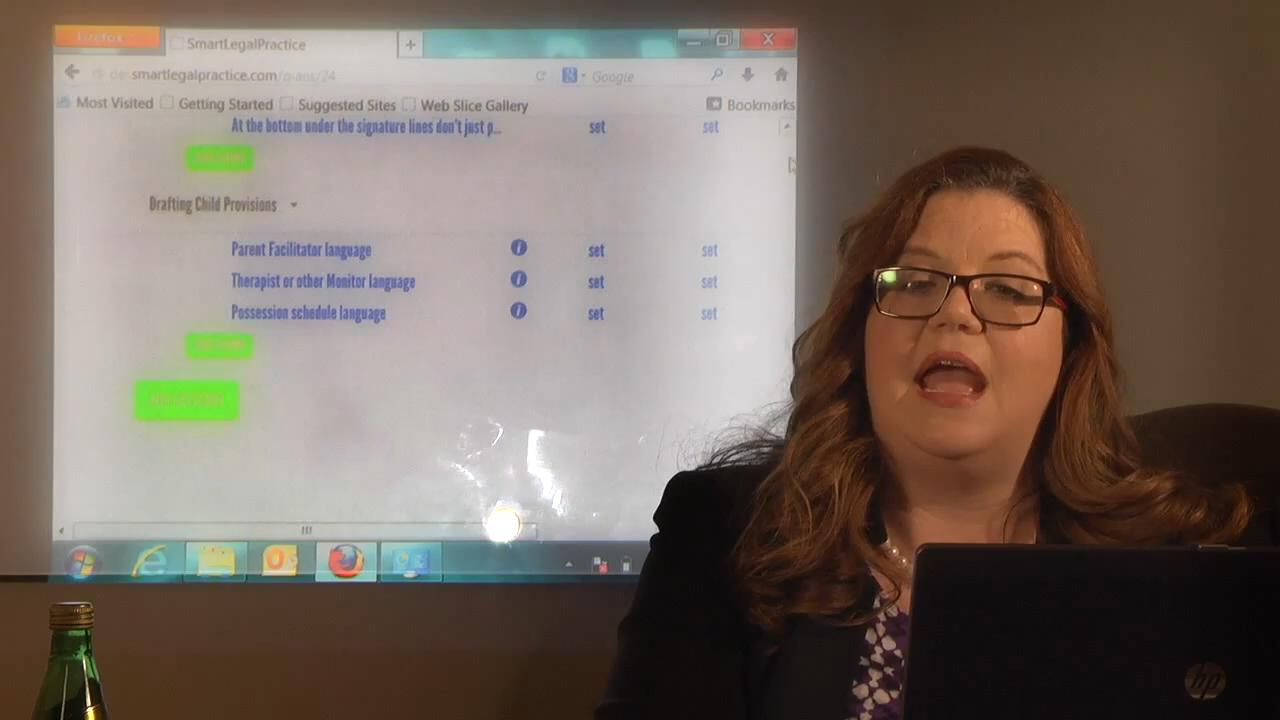 Firefox
SmartLegalPractice
smartlegalpractice.com/plans/24
Google
Most Visited Getting Started Suggested Sites Web Slice Gallery Bookmarks
At the bottom under the signature lines don't just p... set set
Drafting Child Provisions
Parent Facilitator language set set
Therapist or other Monitor language set set
Possession schedule language set set
hp